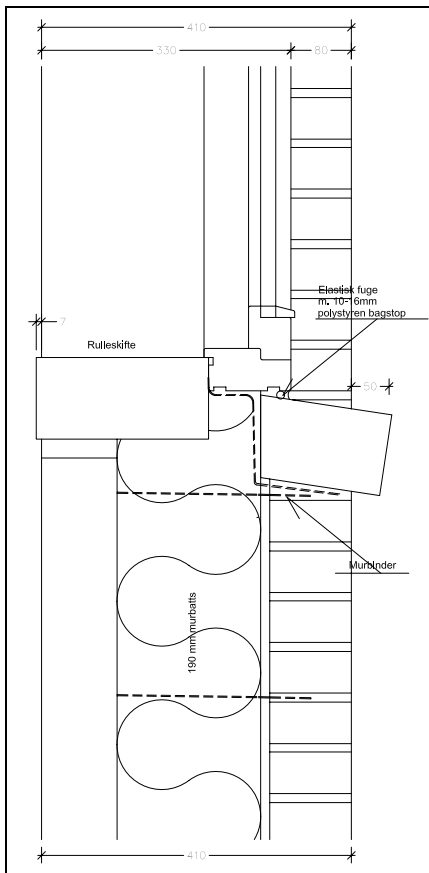 410
330 80
Elastisk fuge
m. 10-16mm
polystyren bagstop
7
Rulleskifte
50
Murbinder
190 mm murbatts
410